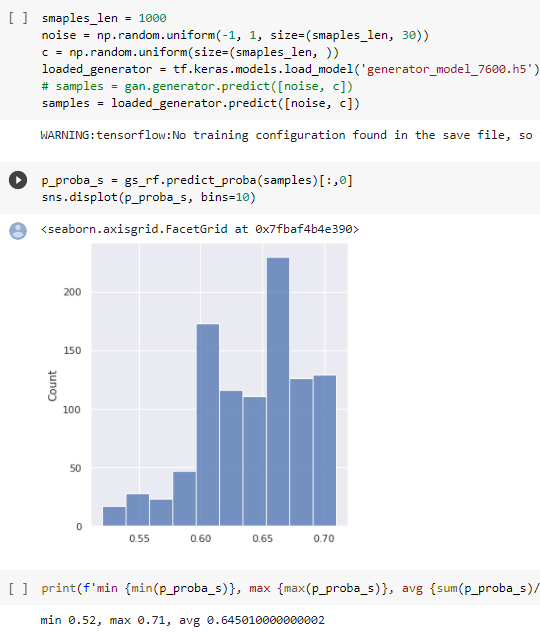 [ ] smaples_len = 1000
noise = np.random.uniform(-1, 1, size=(smaples_len, 30))
c = np.random.uniform(size=(smaples_len, ))
loaded_generator = tf.keras.models.load_model('generator_model_7600.h5')
# samples = gan.generator.predict([noise, c])
samples = loaded_generator.predict([noise, c])
WARNING:tensorflow:No training configuration found in the save file, so
p_proba_s = gs_rf.predict_proba(samples)[:,0]
sns.displot(p_proba_s, bins=10)
<seaborn.axisgrid.FacetGrid at 0x7fbaf4b4e390>
200
150
100
50
0
Count
0.55 0.60 0.65 0.70
[ ] print(f'min {min(p_proba_s)}, max {max(p_proba_s)}, avg {sum(p_proba_s)/
min 0.52, max 0.71, avg 0.645010000000002